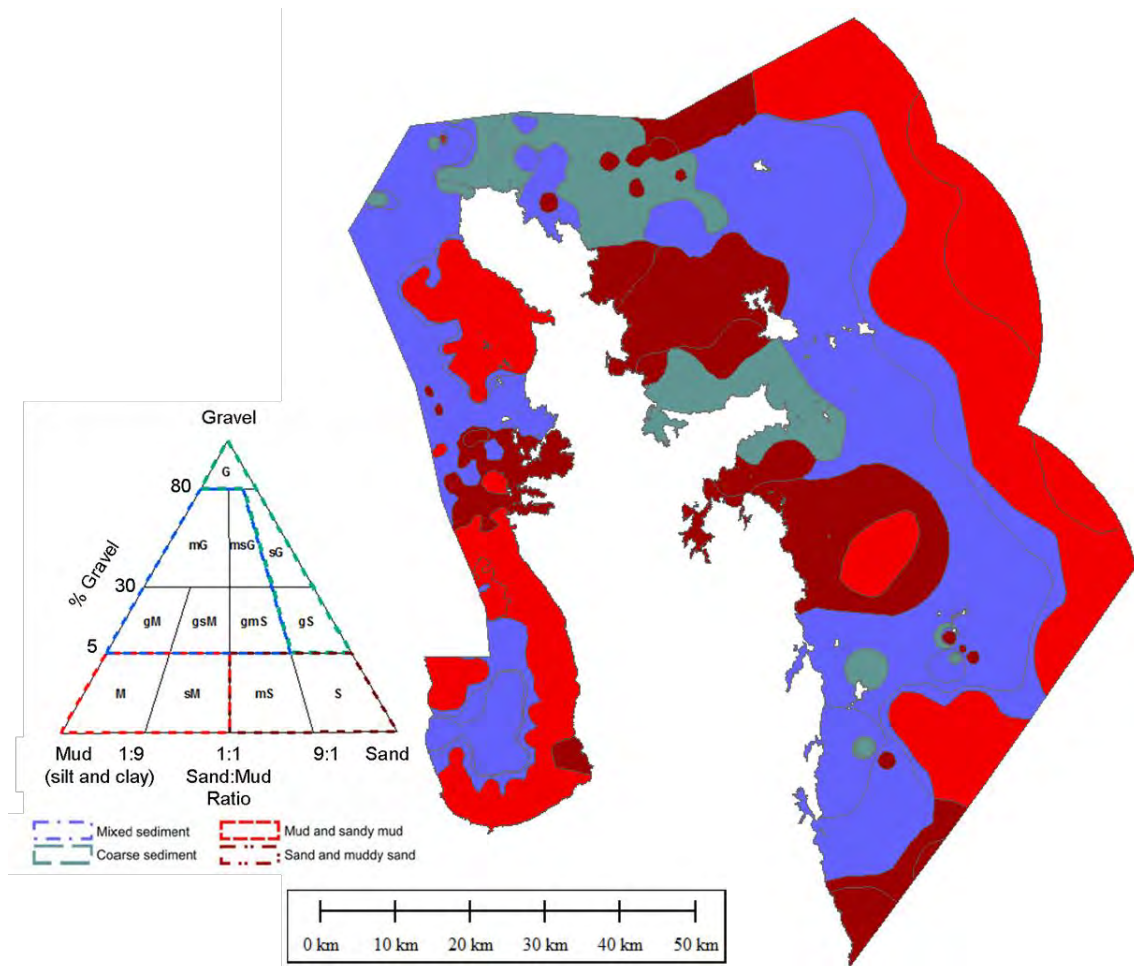 Gravel
G
80
mG
msG
sG
% Gravel
30
gM
gsM
gmS
gS
5
M
sM
mS
S
Mud 1:9 1:1 9:1 Sand
(silt and clay) Sand:Mud
Ratio
Mixed sediment
Mud and sandy mud
Coarse sediment
Sand and muddy sand
0 km 10 km 20 km 30 km 40 km 50 km